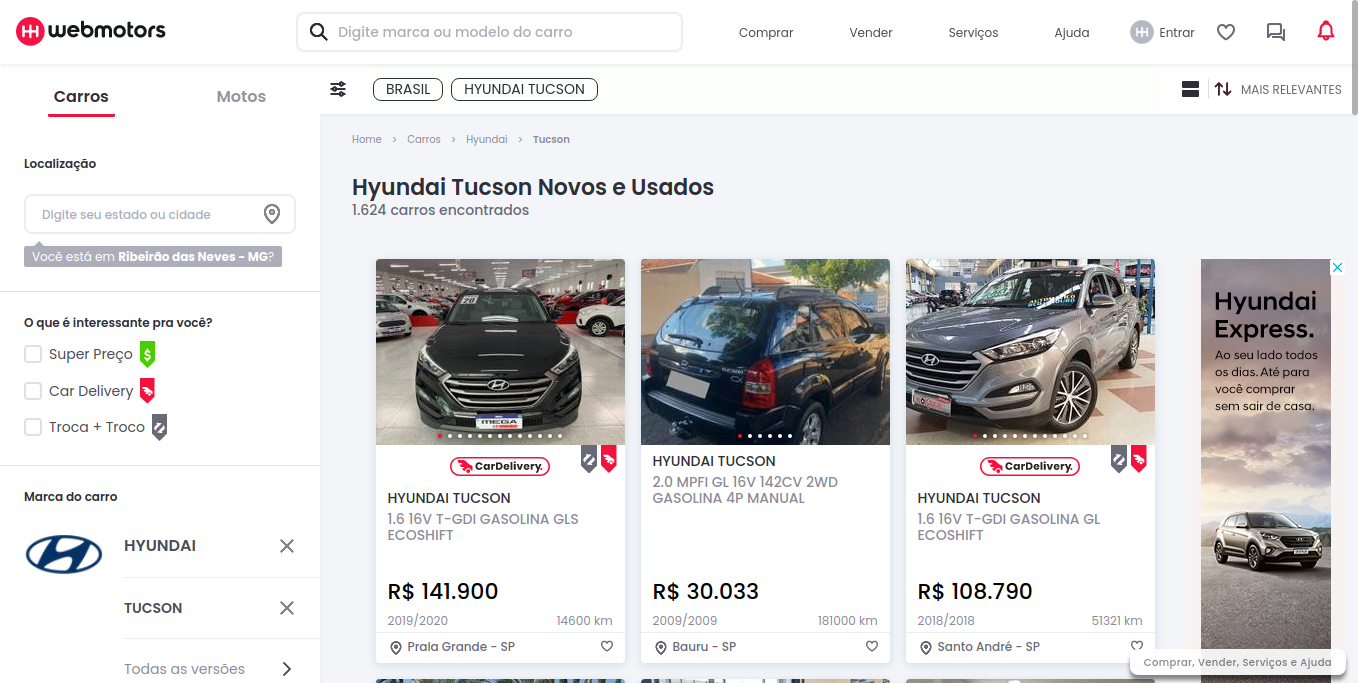 webmotors
Digite marca ou modelo do carro
Comprar
Vender
Serviços
Ajuda
Entrar
Carros
Motos
BRASIL
HYUNDAI TUCSON
MAIS RELEVANTES
Localização
Digite seu estado ou cidade
Você está em Ribeirão das Neves - MG?
O que é interessante pra você?
Super Preço
$
Car Delivery
Troca + Troco
Marca do carro
HYUNDAI
TUCSON
Todas as versões
Home > Carros > Hyundai > Tucson
Hyundai Tucson Novos e Usados
1.624 carros encontrados
20
MEGA
CarDelivery.
HYUNDAI TUCSON
1.6 16V T-GDI GASOLINA GLS
ECOSHIFT
R$ 141.900
2019/2020
14600 km
Praia Grande - SP
HYUNDAI TUCSON
2.0 MPFI GL 16V 142CV 2WD
GASOLINA 4P MANUAL
R$ 30.033
2009/2009
181000 km
Bauru - SP
CarDelivery.
HYUNDAI TUCSON
1.6 16V T-GDI GASOLINA GL
ECOSHIFT
R$ 108.790
2018/2018
51321 km
Santo André - SP
Hyundai
Express.
Ao seu lado todos
os dias. Até para
você comprar
sem sair de casa.
Comprar, Vender, Serviços e Ajuda